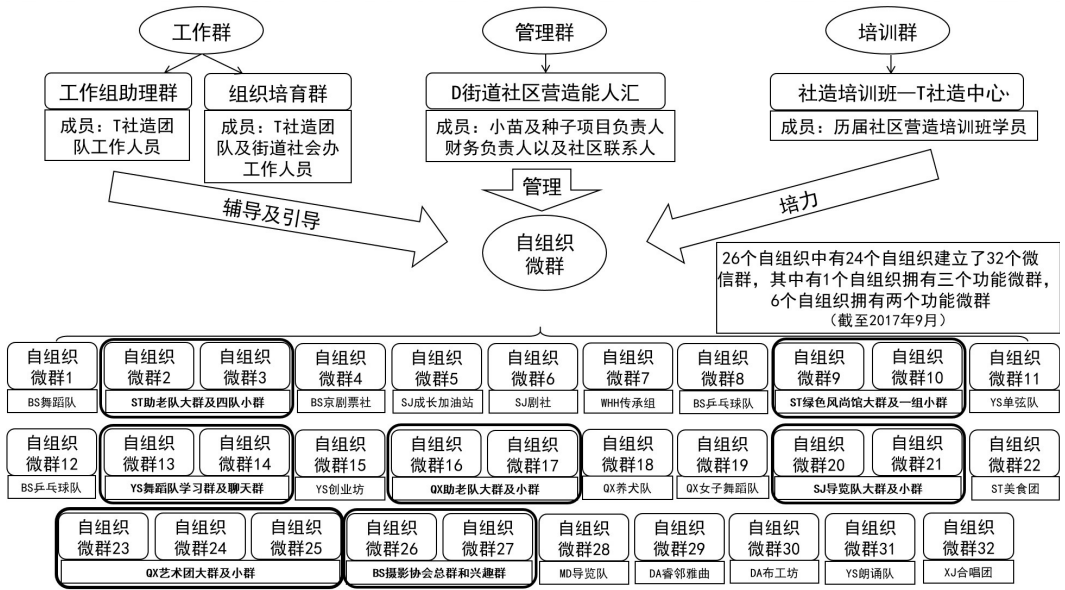 工作群
管理群
培训群
工作组助理群
组织培育群
D街道社区营造能人汇
社造培训班—T社造中心
成员：T社造团
队工作人员
成员：T社造团
队及街道社会办
工作人员
成员：小苗及种子项目负责人
财务负责人以及社区联系人
成员：历届社区营造培训班学员
辅导及引导
管理
培力
自组织
微群
26个自组织中有24个自组织建立了32个微
信群，其中有1个自组织拥有三个功能微群，
6个自组织拥有两个功能微群
（截至2017年9月）
自组织
微群1
自组织
微群2
自组织
微群3
自组织
微群4
自组织
微群5
自组织
微群6
自组织
微群7
自组织
微群8
自组织
微群9
自组织
微群10
自组织
微群11
BS舞蹈队
ST助老队大群及四队小群
BS京剧票社
SJ成长加油站
SJ剧社
WHH传承组
BS乒乓球队
ST绿色风尚馆大群及一组小群
YS单弦队
自组织
微群12
自组织
微群13
自组织
微群14
自组织
微群15
自组织
微群16
自组织
微群17
自组织
微群18
自组织
微群19
自组织
微群20
自组织
微群21
自组织
微群22
BS乒乓球队
YS舞蹈队学习群及聊天群
YS创业坊
QX助老队大群及小群
QX养犬队
QX女子舞蹈队
SJ导览队大群及小群
ST美食团
自组织
微群23
自组织
微群24
自组织
微群25
自组织
微群26
自组织
微群27
自组织
微群28
自组织
微群29
自组织
微群30
自组织
微群31
自组织
微群32
QX艺术团大群及小群
BS摄影协会总群和兴趣群
MD导览队
DA睿邻雅曲
DA布工坊
YS朗诵队
XJ合唱团